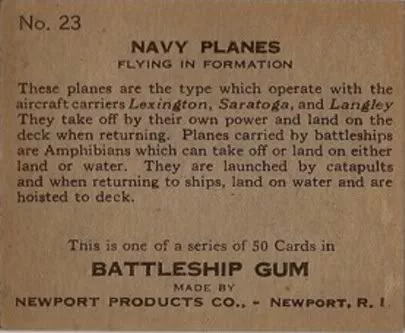 No. 23
NAVY PLANES
FLYING IN FORMATION
These planes are the type which operate with the
aircraft carriers Lexington, Saratoga, and Langley
They take off by their own power and land on the
deck when returning. Planes carried by battleships
are Amphibians which can take off or land on either
land or water. They are launched by catapults
and when returning to ships, land on water and are
hoisted to deck.
This is one of a series of 50 Cards in
BATTLESHIP GUM
MADE BY
NEWPORT PRODUCTS CO., - NEWPORT, R. I